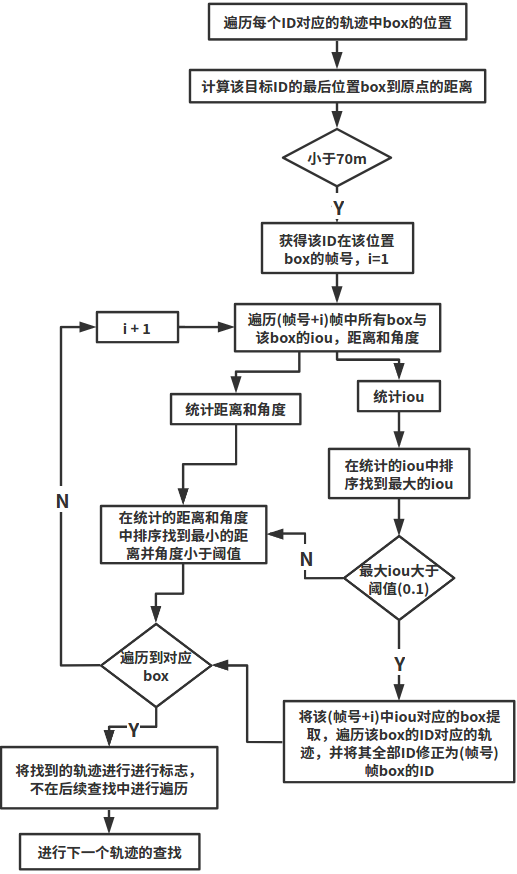 遍历每个ID对应的轨迹中box的位置
计算该目标ID的最后位置box到原点的距离
小于70m
Y
获得该ID在该位置
box的帧号，i=1
i + 1
遍历(帧号+i)帧中所有box与
该box的iou，距离和角度
统计距离和角度
统计iou
在统计的iou中排
序找到最大的iou
N
在统计的距离和角度
中排序找到最小的距
离并角度小于阈值
N
最大iou大于
阈值(0.1)
遍历到对应
box
Y
将该(帧号+i)中iou对应的box提
取，遍历该box的ID对应的轨
迹，并将其全部ID修正为(帧号)
帧box的ID
Y
将找到的轨迹进行进行标志，
不在后续查找中进行遍历
进行下一个轨迹的查找